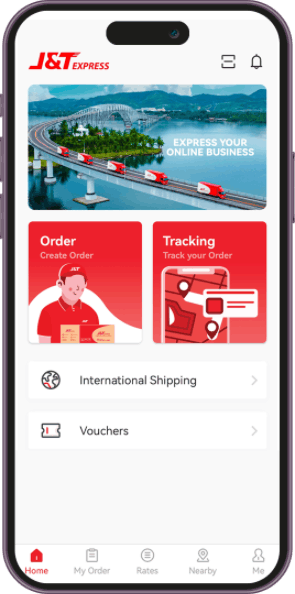 J&T EXPRESS
EXPRESS YOUR
ONLINE BUSINESS
Order
Create Order
Tracking
Track your Order
International Shipping
Vouchers
Home
My Order
Rates
Nearby
Me